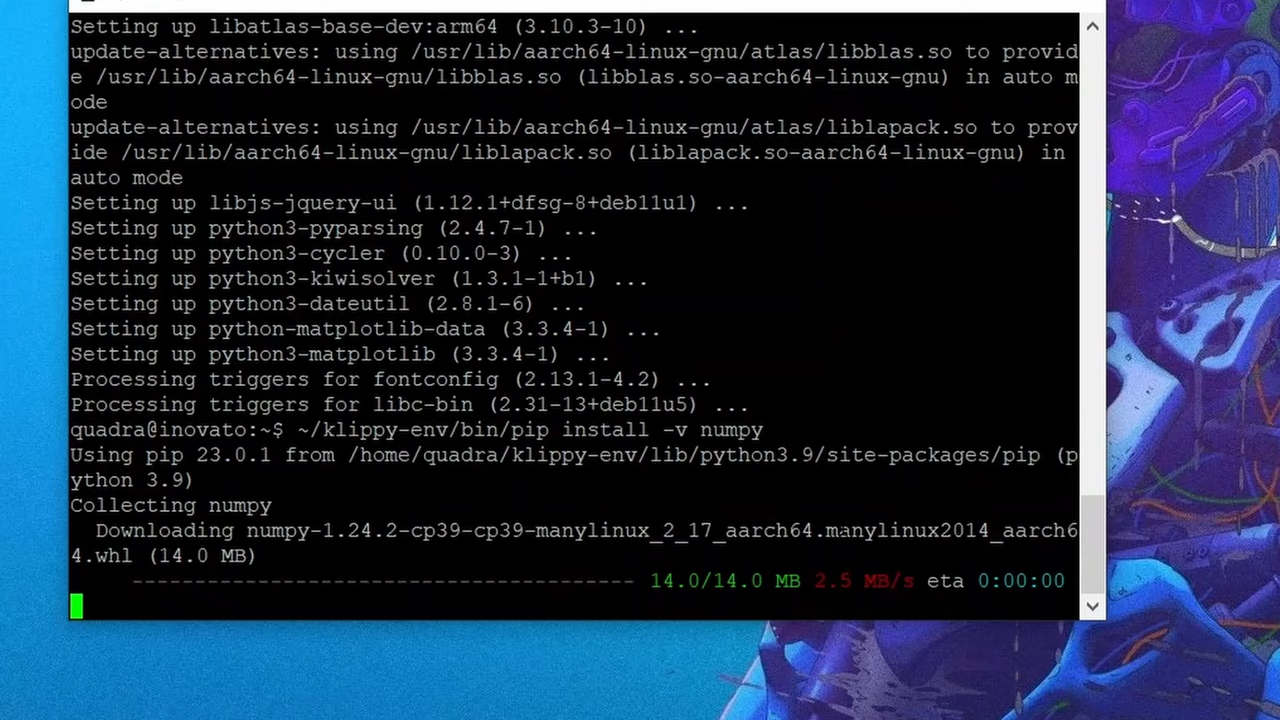 Setting up libatlas-base-dev:arm64 (3.10.3-10) ...
update-alternatives: using /usr/lib/aarch64-linux-gnu/atlas/libblas.so to provid
e /usr/lib/aarch64-linux-gnu/libblas.so (libblas.so-aarch64-linux-gnu) in auto m
ode
update-alternatives: using /usr/lib/aarch64-linux-gnu/atlas/liblapack.so to prov
ide /usr/lib/aarch64-linux-gnu/liblapack.so (liblapack.so-aarch64-linux-gnu) in
auto mode
Setting up libjs-jquery-ui (1.12.1+dfsg-8+deb11u1) ...
Setting up python3-pyparsing (2.4.7-1) ...
Setting up python3-cycler (0.10.0-3) ...
Setting up python3-kiwisolver (1.3.1-1+b1) ...
Setting up python3-dateutil (2.8.1-6) ...
Setting up python-matplotlib-data (3.3.4-1) ...
Setting up python3-matplotlib (3.3.4-1) ...
Processing triggers for fontconfig (2.13.1-4.2) ...
Processing triggers for libc-bin (2.31-13+deb11u5) ...
quadra@inovato:~$ ~/klippy-env/bin/pip install -v numpy
Using pip 23.0.1 from /home/quadra/klippy-env/lib/python3.9/site-packages/pip (p
ython 3.9)
Collecting numpy
  Downloading numpy-1.24.2-cp39-cp39-manylinux_2_17_aarch64.manylinux2014_aarch6
4.whl (14.0 MB)
     ---------------------------------------- 14.0/14.0 MB 2.5 MB/s eta 0:00:00